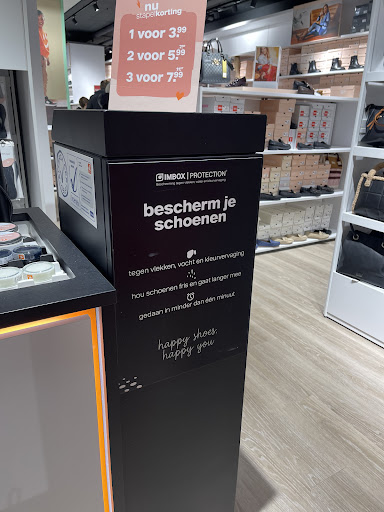 nu
stapelkorting
1 voor 3.99
2 voor 5.99
3 voor 7.99
IMBOX | PROTECTION
bescherm je
schoenen
tegen vlekken, vocht en kleurvervaging
hou schoenen fris en gaat langer mee
gedaan in minder dan één minuut
happy shoes,
happy you